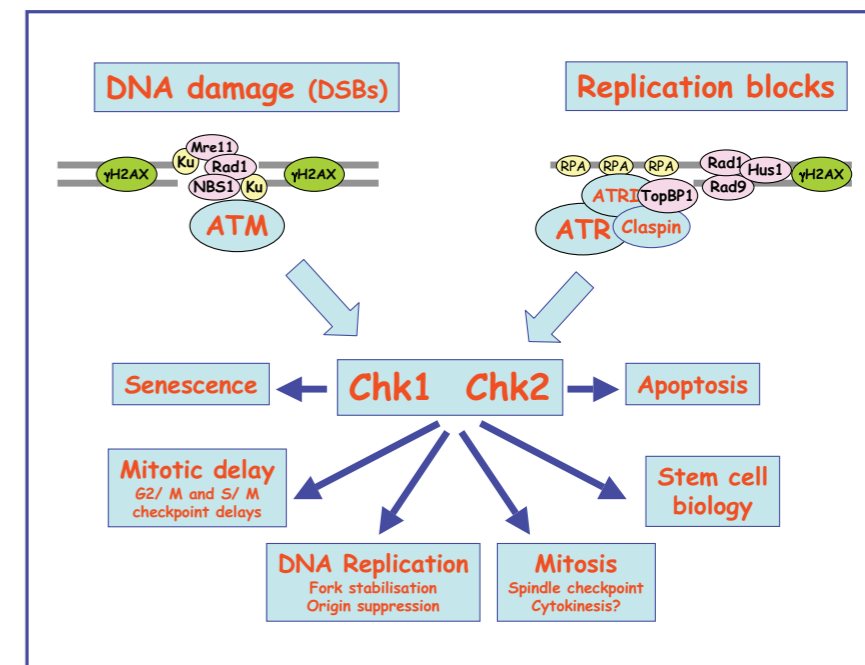 DNA damage (DSBs)
Replication blocks
Mre11
Ku
Rad1
γH2AX
γH2AX
NBS1
Ku
ATM
RPA
RPA
RPA
Rad1
Hus1
γH2AX
Rad9
ATRI
TopBP1
ATR
Claspin
Senescence
Chk1 Chk2
Apoptosis
Mitotic delay
G2/ M and S/ M
checkpoint delays
Stem cell
biology
DNA Replication
Fork stabilisation
Origin suppression
Mitosis
Spindle checkpoint
Cytokinesis?